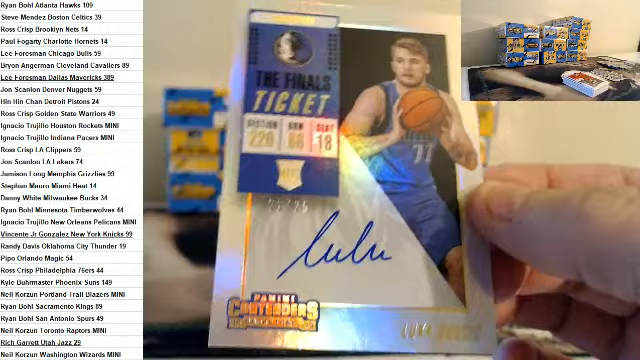 Ryan Bohl Atlanta Hawks 109
Steve Mendez Boston Celtics 39
Ross Crisp Brooklyn Nets 14
Paul Fogarty Charlotte Hornets 14
Lee Foresman Chicago Bulls 59
Bryon Angerman Cleveland Cavaliers 89
Lee Foresman Dallas Mavericks 389
Jon Scanlon Denver Nuggets 59
Hin Hin Chan Detroit Pistons 24
Ross Crisp Golden State Warriors 49
Ignacio Trujillo Houston Rockets MINI
Ignacio Trujillo Indiana Pacers MINI
Ross Crisp LA Clippers 59
Jon Scanlon LA Lakers 74
Jamison Long Memphis Grizzlies 99
Stephan Mauro Miami Heat 14
Danny White Milwaukee Bucks 34
Ryan Bohl Minnesota Timberwolves 44
Ignacio Trujillo New Orleans Pelicans MINI
Vincente Jr Gonzalez New York Knicks 99
Randy Davis Oklahoma City Thunder 19
Pipo Orlando Magic 54
Ross Crisp Philadelphia 76ers 44
Kyle Duhrmaster Phoenix Suns 149
Neil Korzun Portland Trail Blazers MINI
Ryan Bohl Sacramento Kings 89
Ryan Bohl San Antonio Spurs 49
Neil Korzun Toronto Raptors MINI
Rich Garrett Utah Jazz 29
Neil Korzun Washington Wizards MINI
THE FINALS
TICKET
SECTION ROW SEAT
220 88 18
77
PANINI
CONTENDERS
LUKA